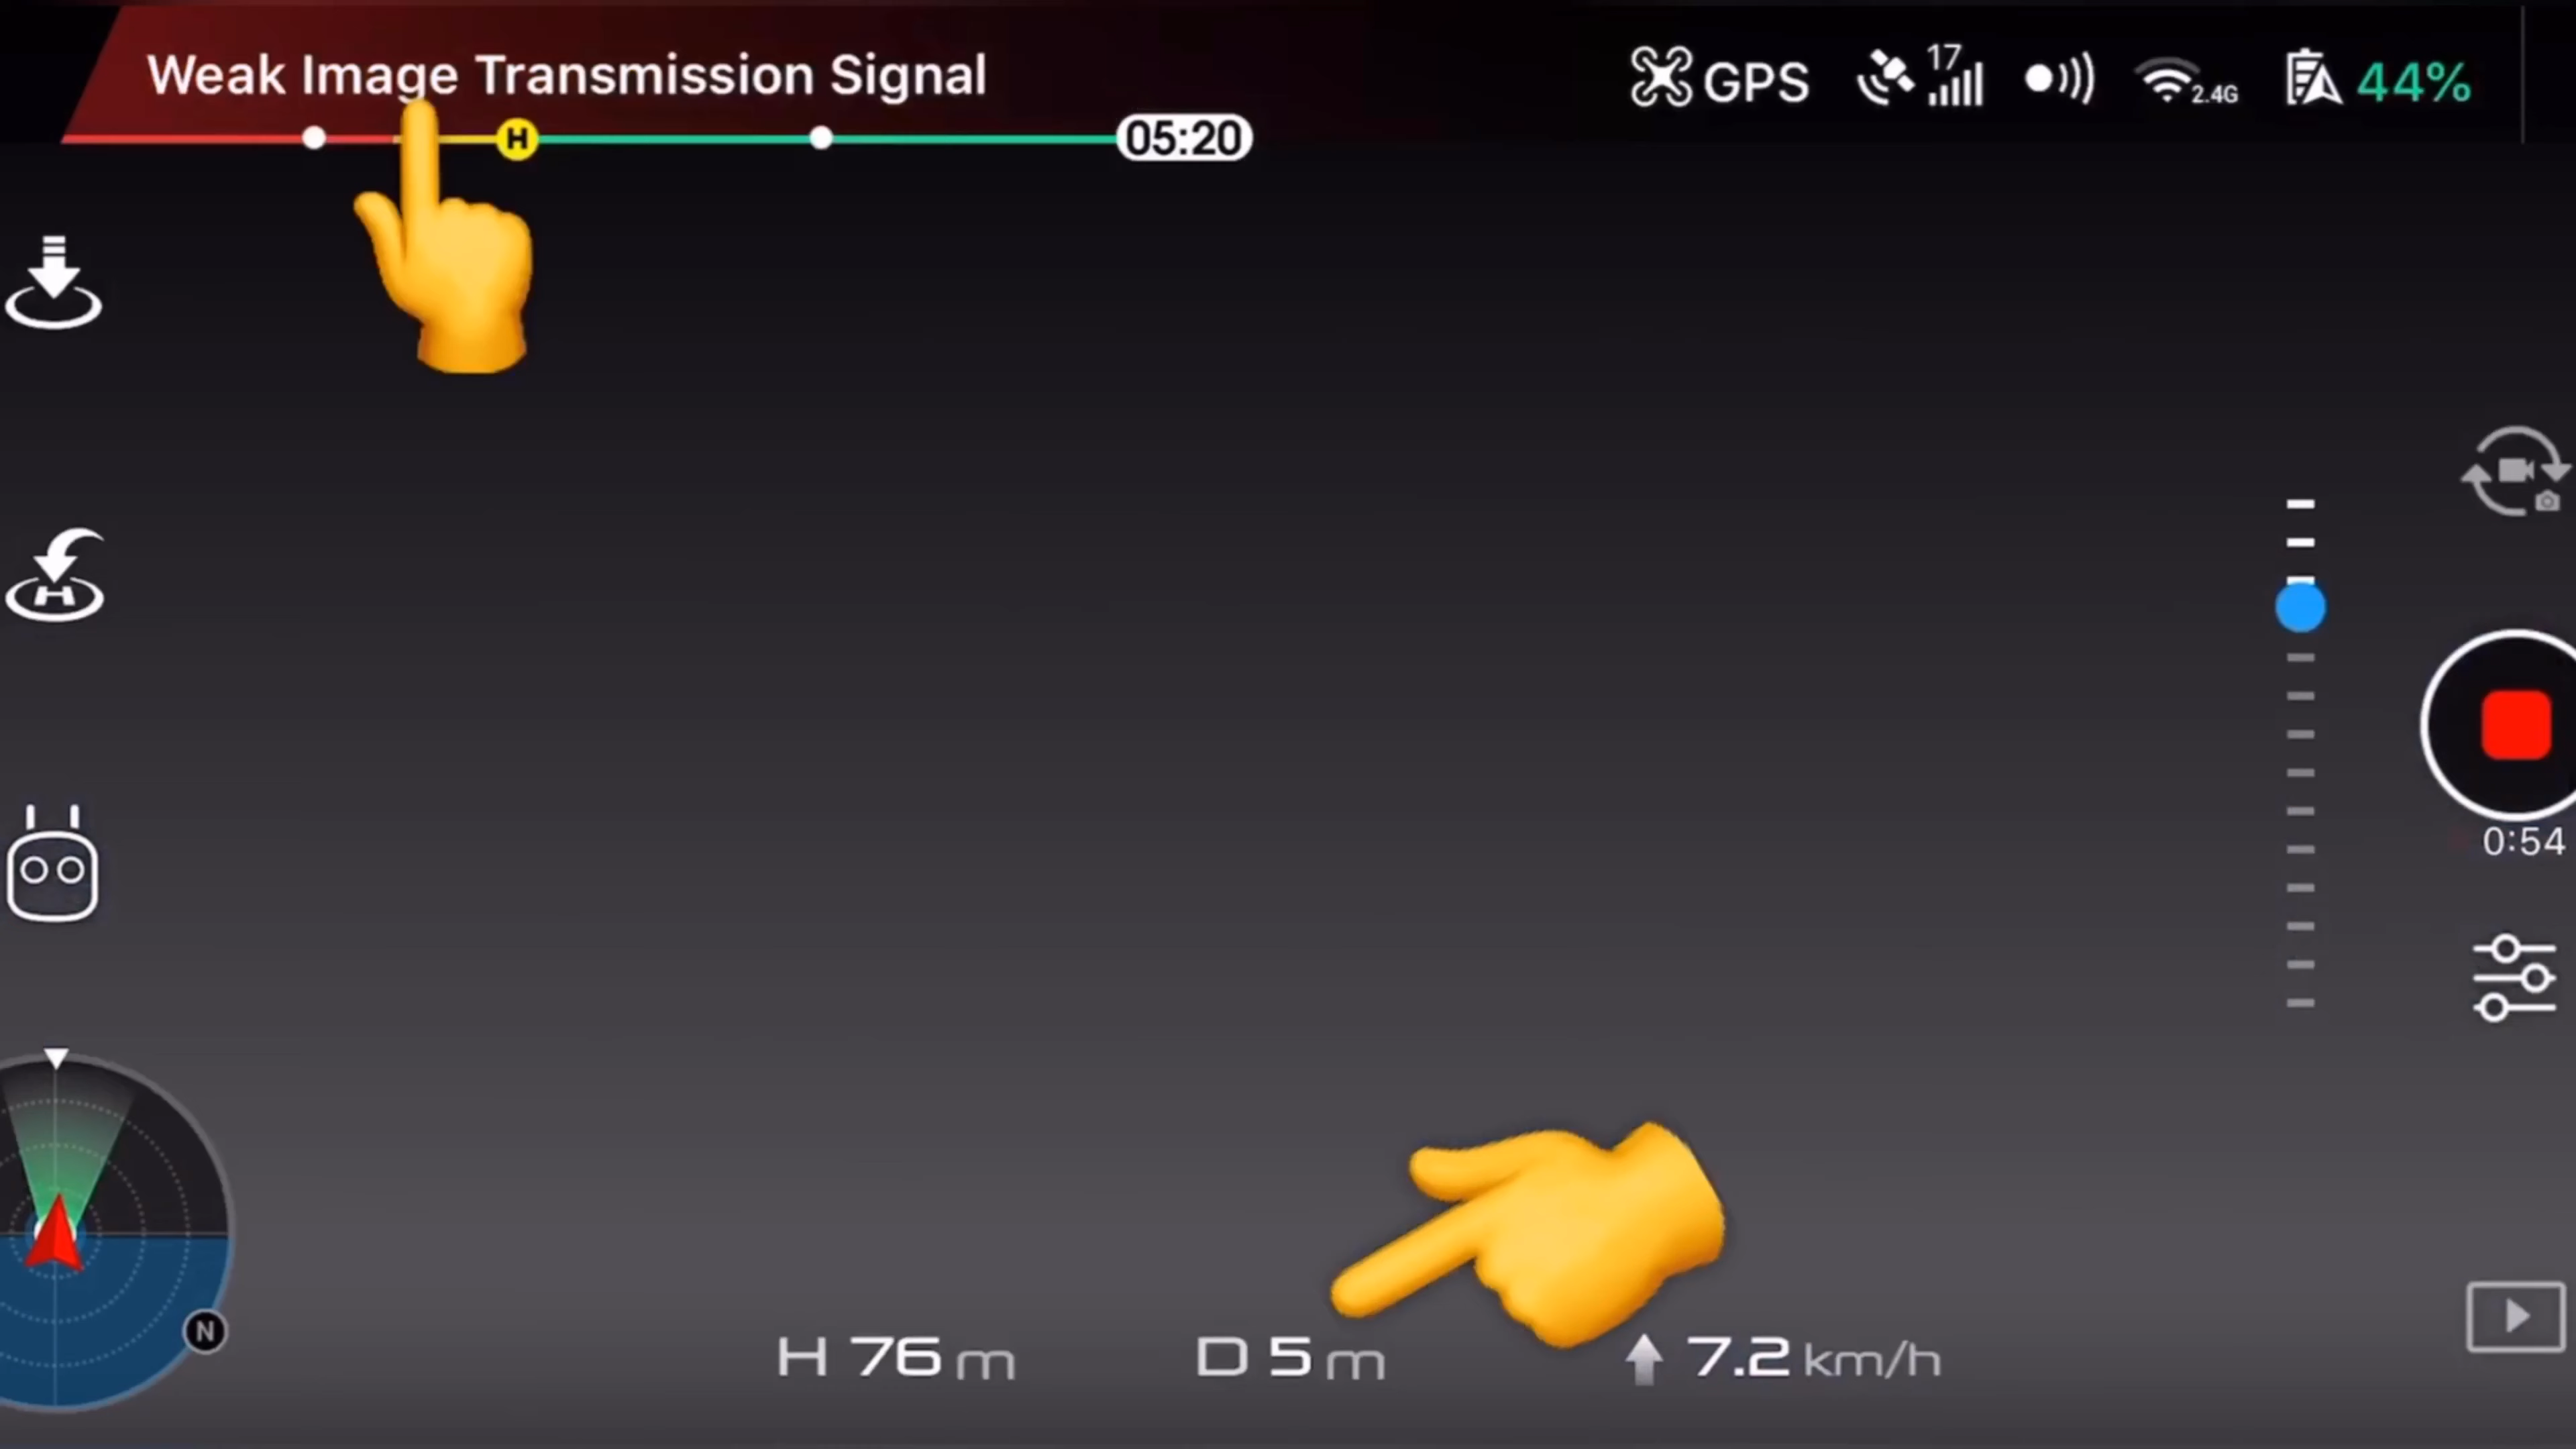 Weak Image Transmission Signal
GPS
17
2.4G
44%
H
05:20
H
0:54
N
H 76 m
D 5 m
7.2 km/h